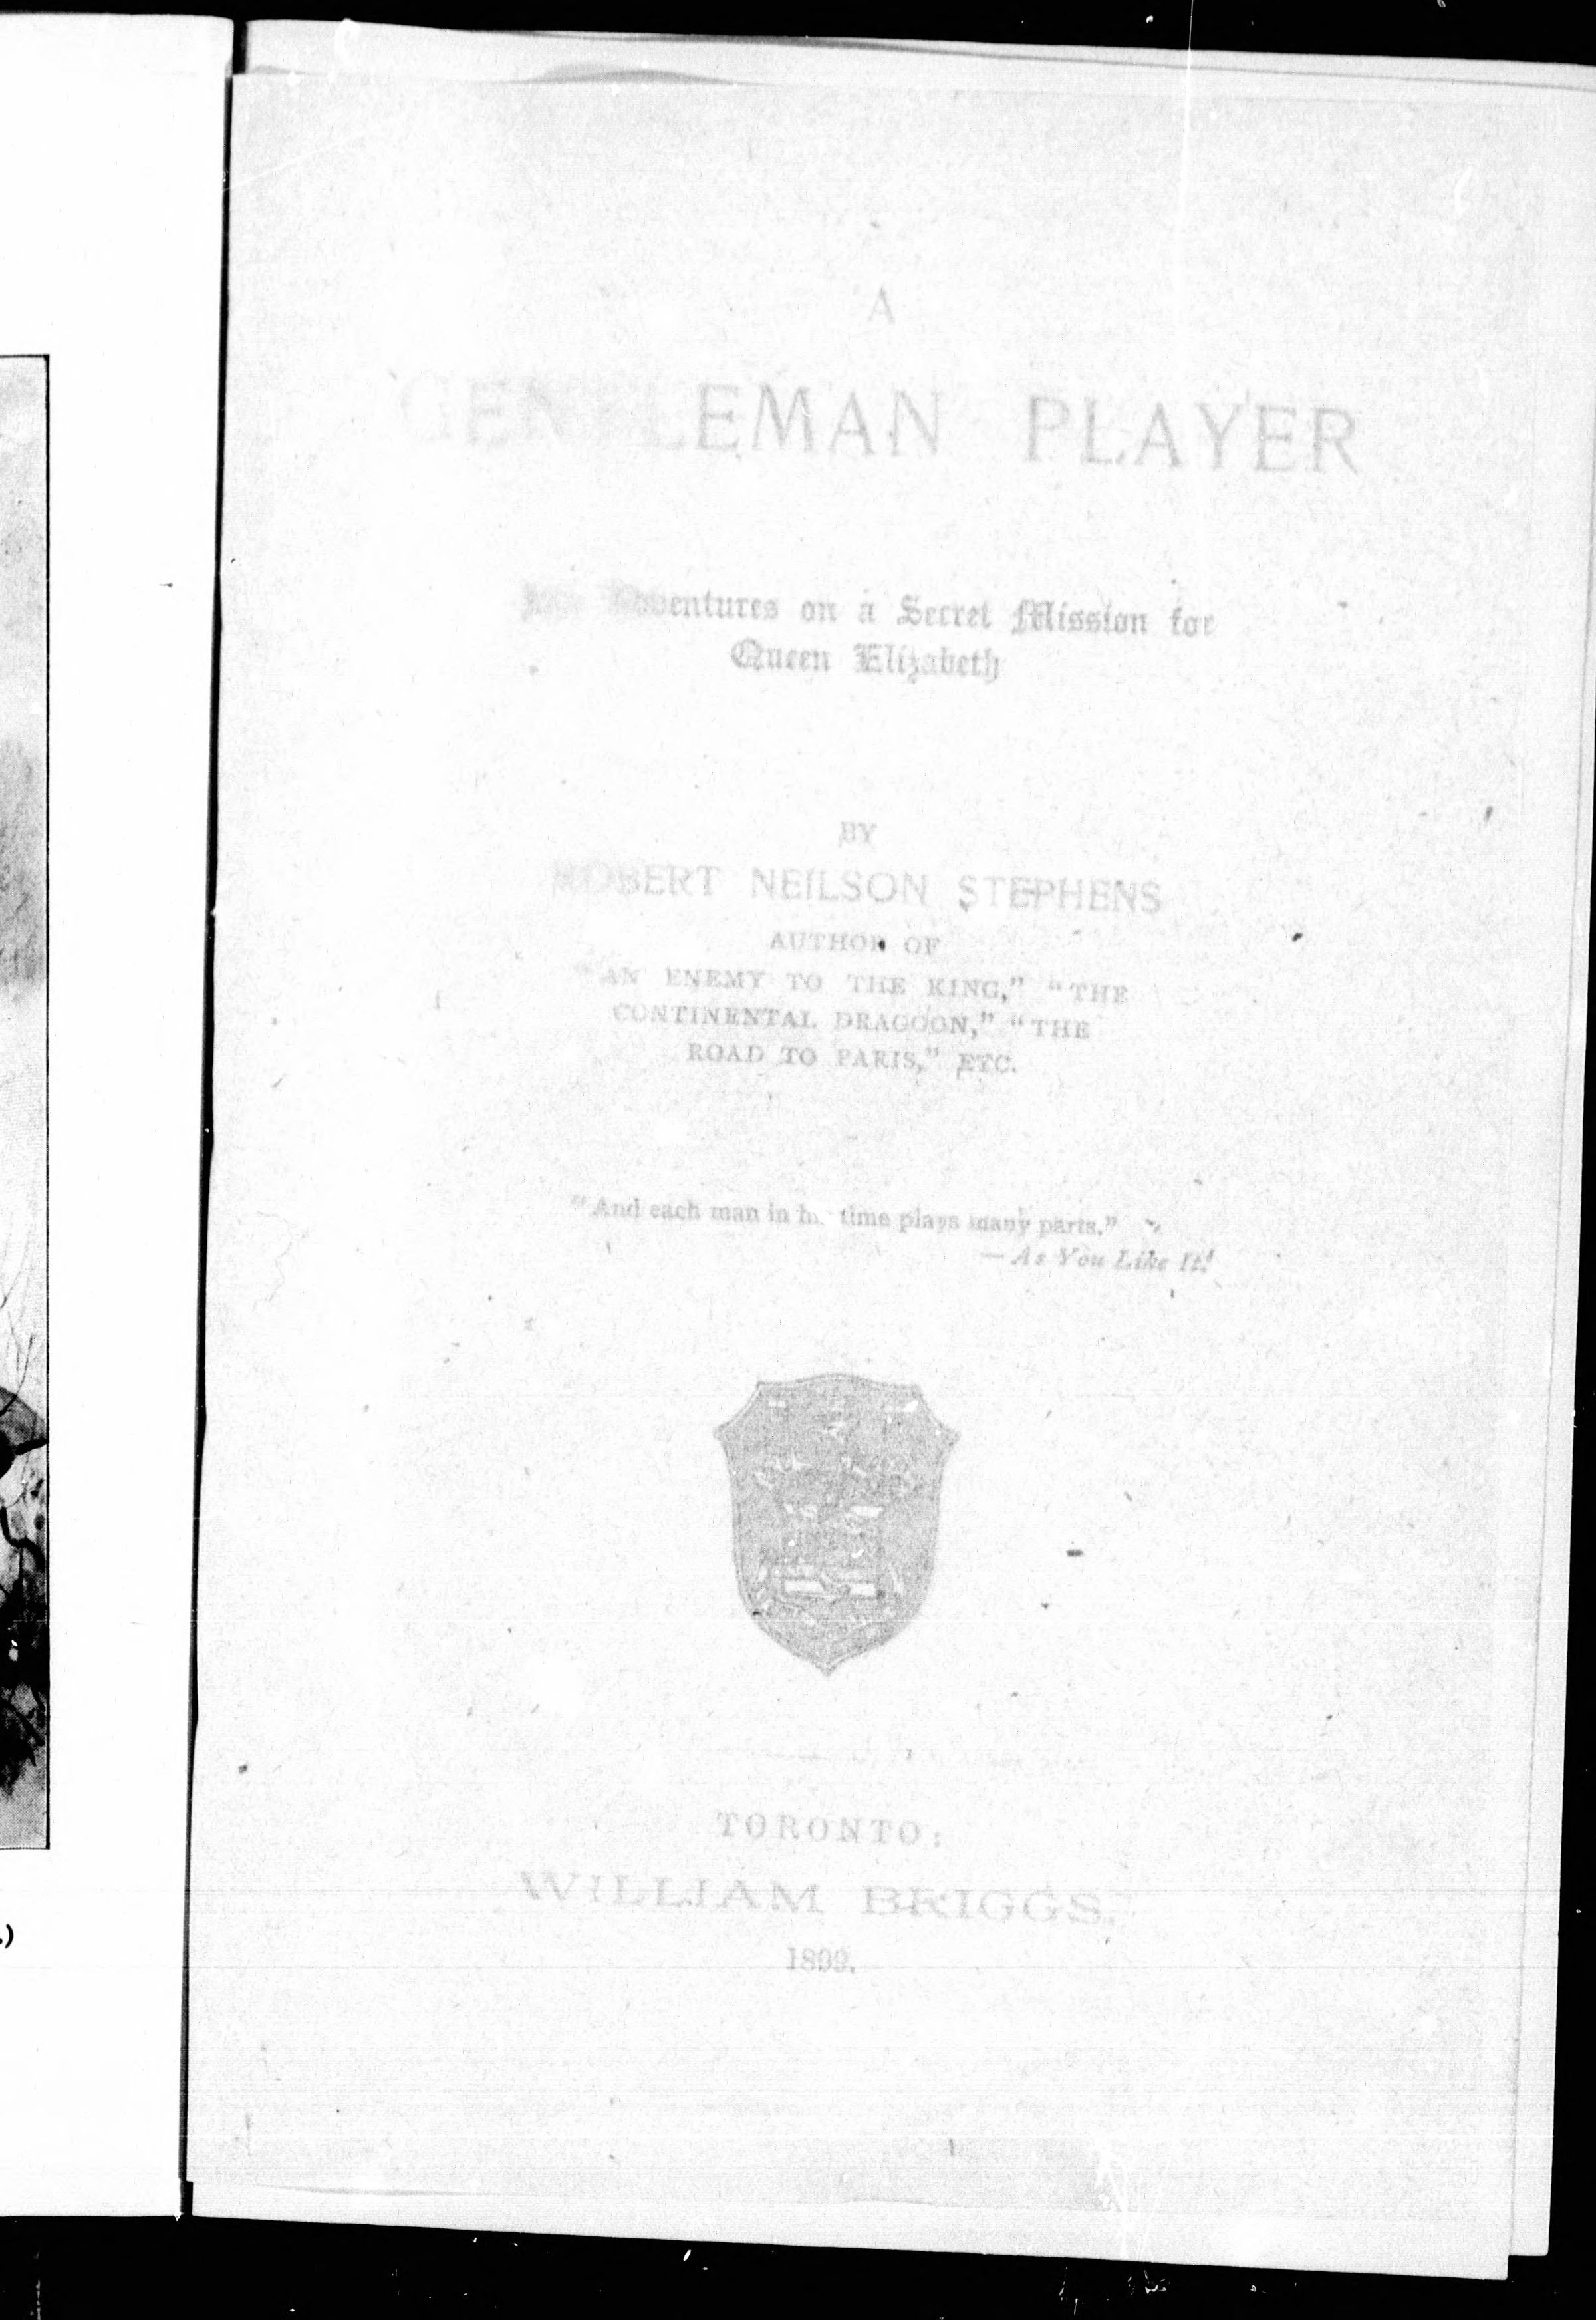 A
GENTLEMAN PLAYER
Adventures on a Secret Mission for
Queen Elizabeth
BY
ROBERT NEILSON STEPHENS
AUTHOR OF
"AN ENEMY TO THE KING," "THE
CONTINENTAL DRAGOON," "THE
ROAD TO PARIS," ETC.
"And each man in h. time plays many parts."
— As You Like It.
TORONTO:
WILLIAM BRIGGS.
1899.
.)